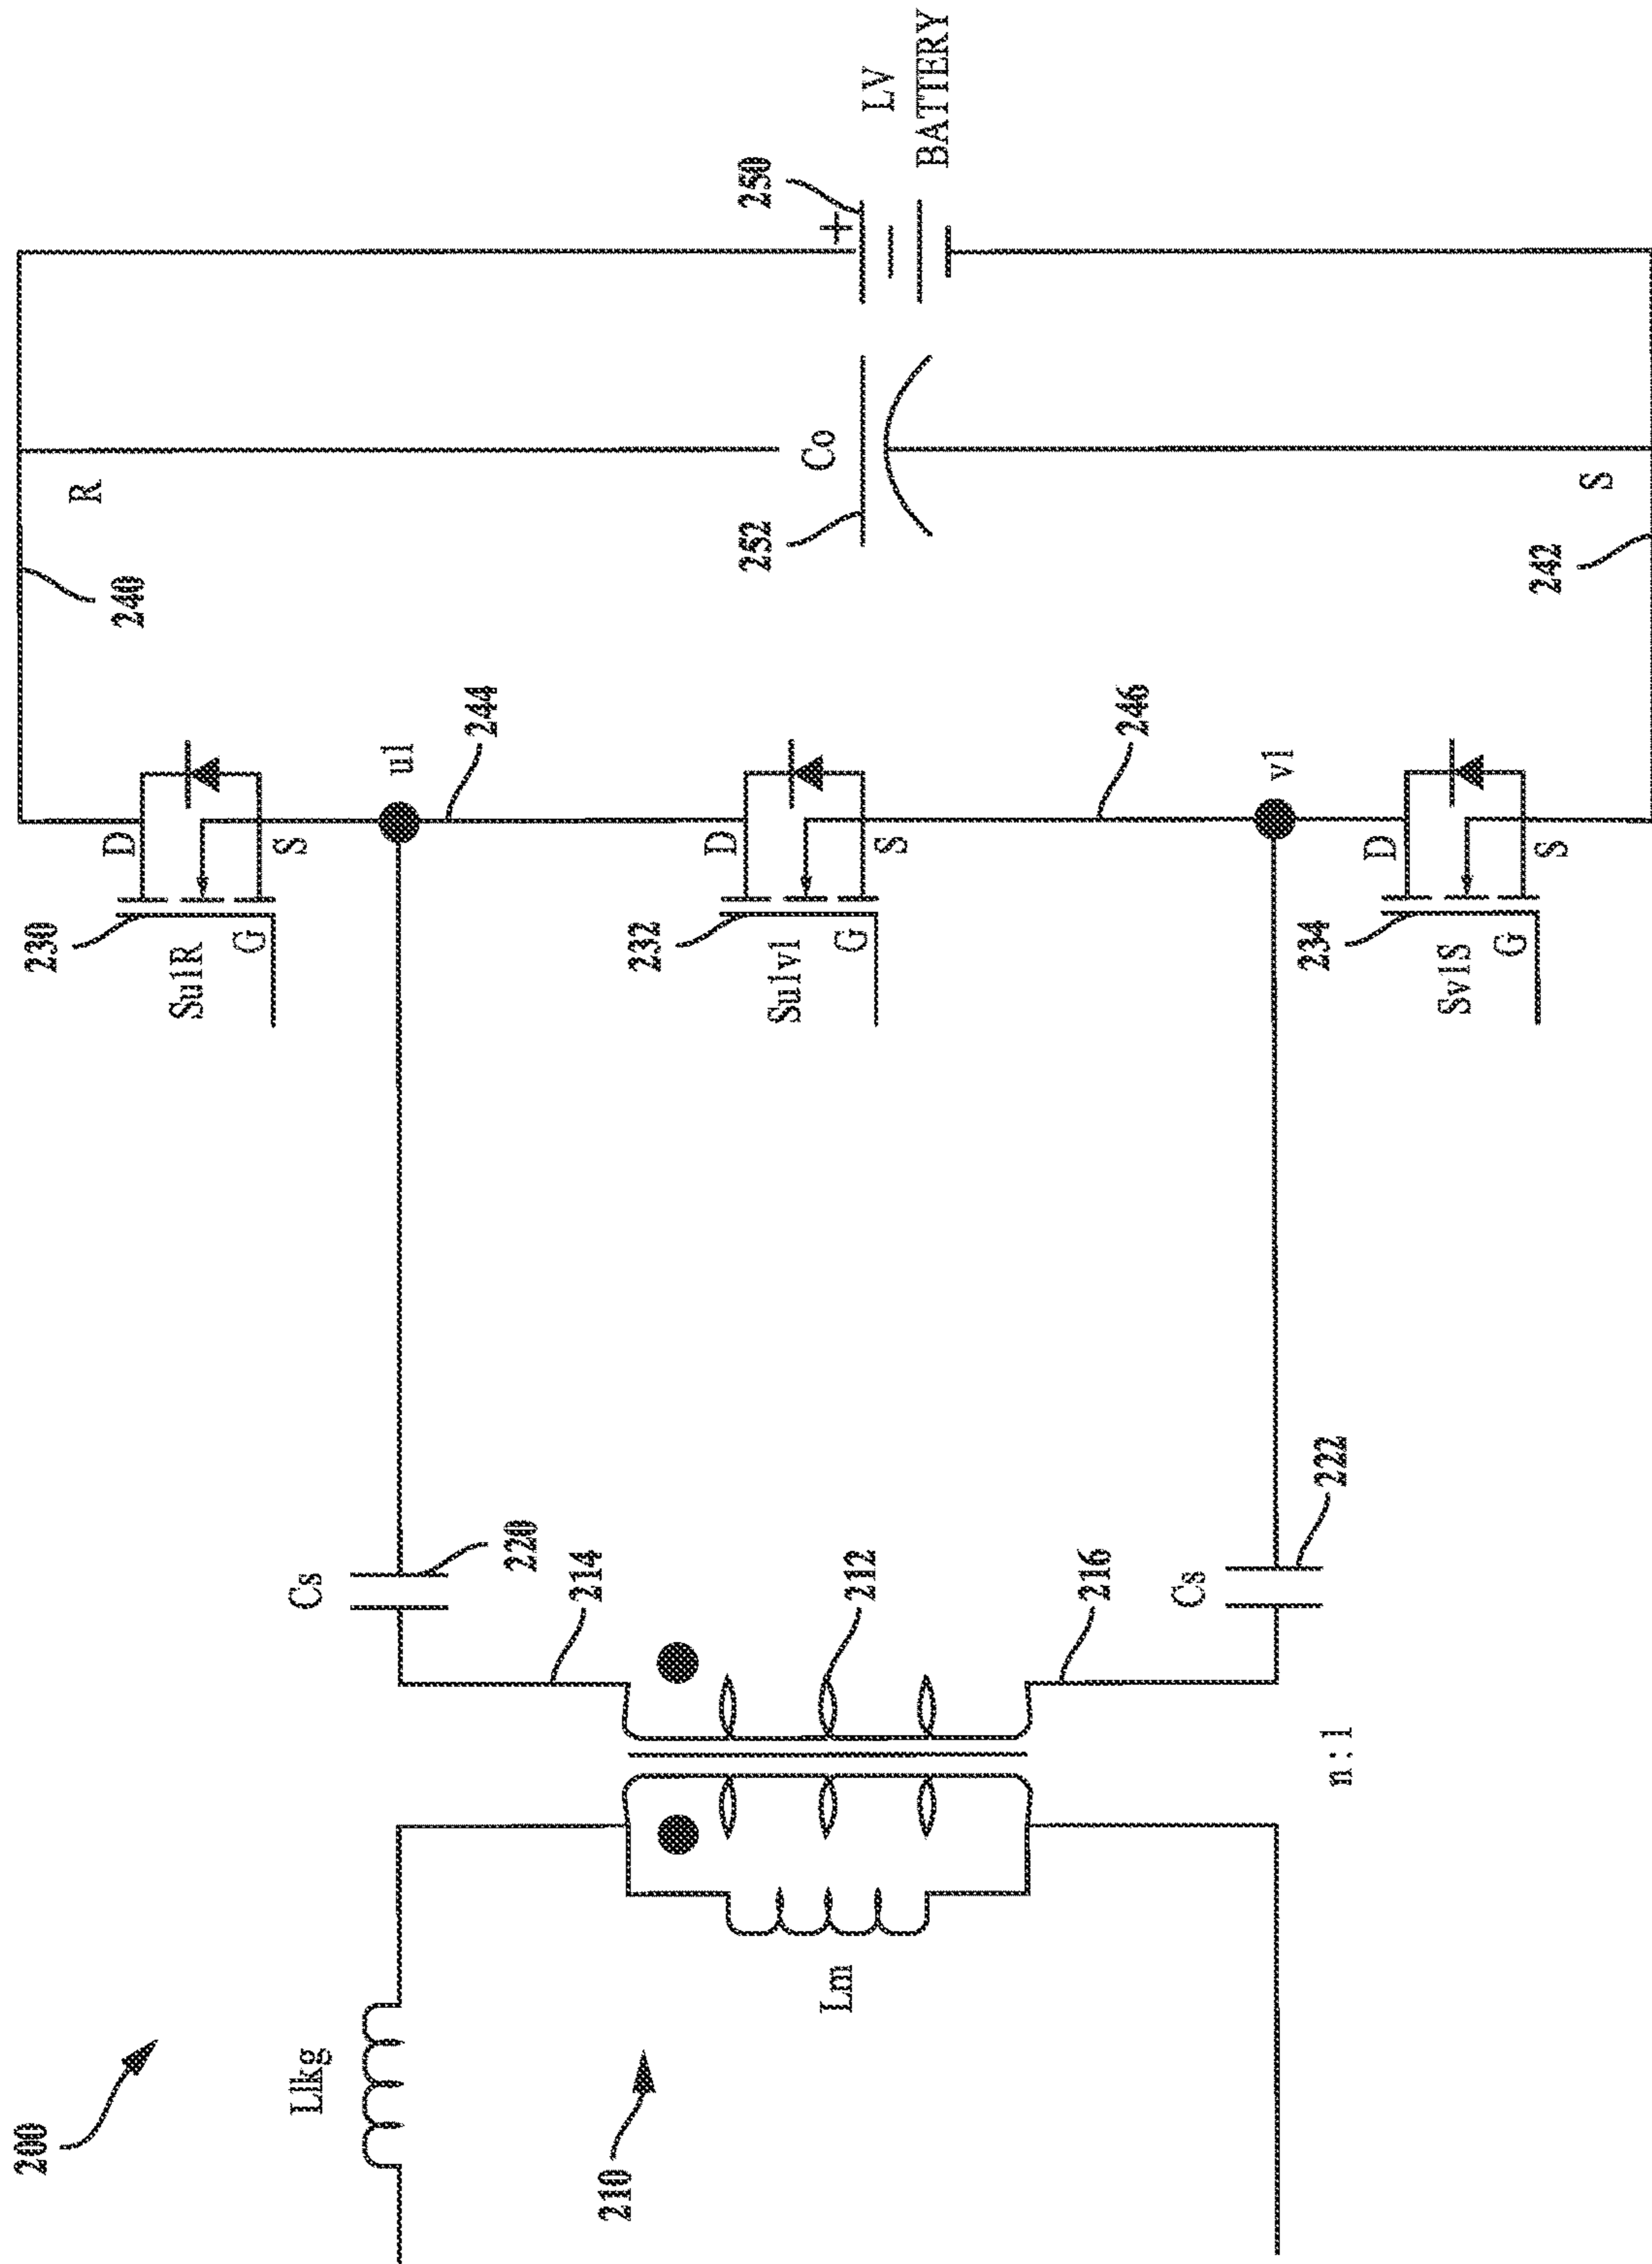 200
Llkg
210
Lm
n : 1
Cs
220
214
212
216
Cs
222
230
Su1R
D
G
S
u1
244
232
Su1v1
D
G
S
246
v1
234
Sv1S
D
G
S
240
R
252
Co
S
242
250
+
LV
BATTERY